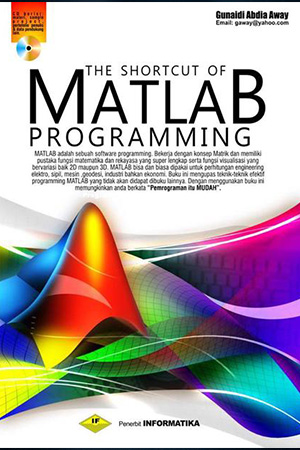 Gunaidi Abdia Away
Email: gaway@yahoo.com
THE SHORTCUT OF
MATLAB
PROGRAMMING
MATLAB adalah sebuah software programming. Bekerja dengan konsep Matrik dan memiliki
pustaka fungsi matematika dan rekayasa yang super lengkap serta fungsi visualisasi yang
bervariasi baik 2D maupun 3D. MATLAB bisa dan biasa dipakai untuk perhitungan engineering
elektro, sipil, mesin ,geodesi, industri bahkan ekonomi. Buku ini mengupas teknik-teknik efektif
programming MATLAB yang tidak akan didapat dibuku lainnya. Dengan menggunakan buku ini
memungkinkan anda berkata "Pemrograman itu MUDAH".
IF
Penerbit INFORMATIKA